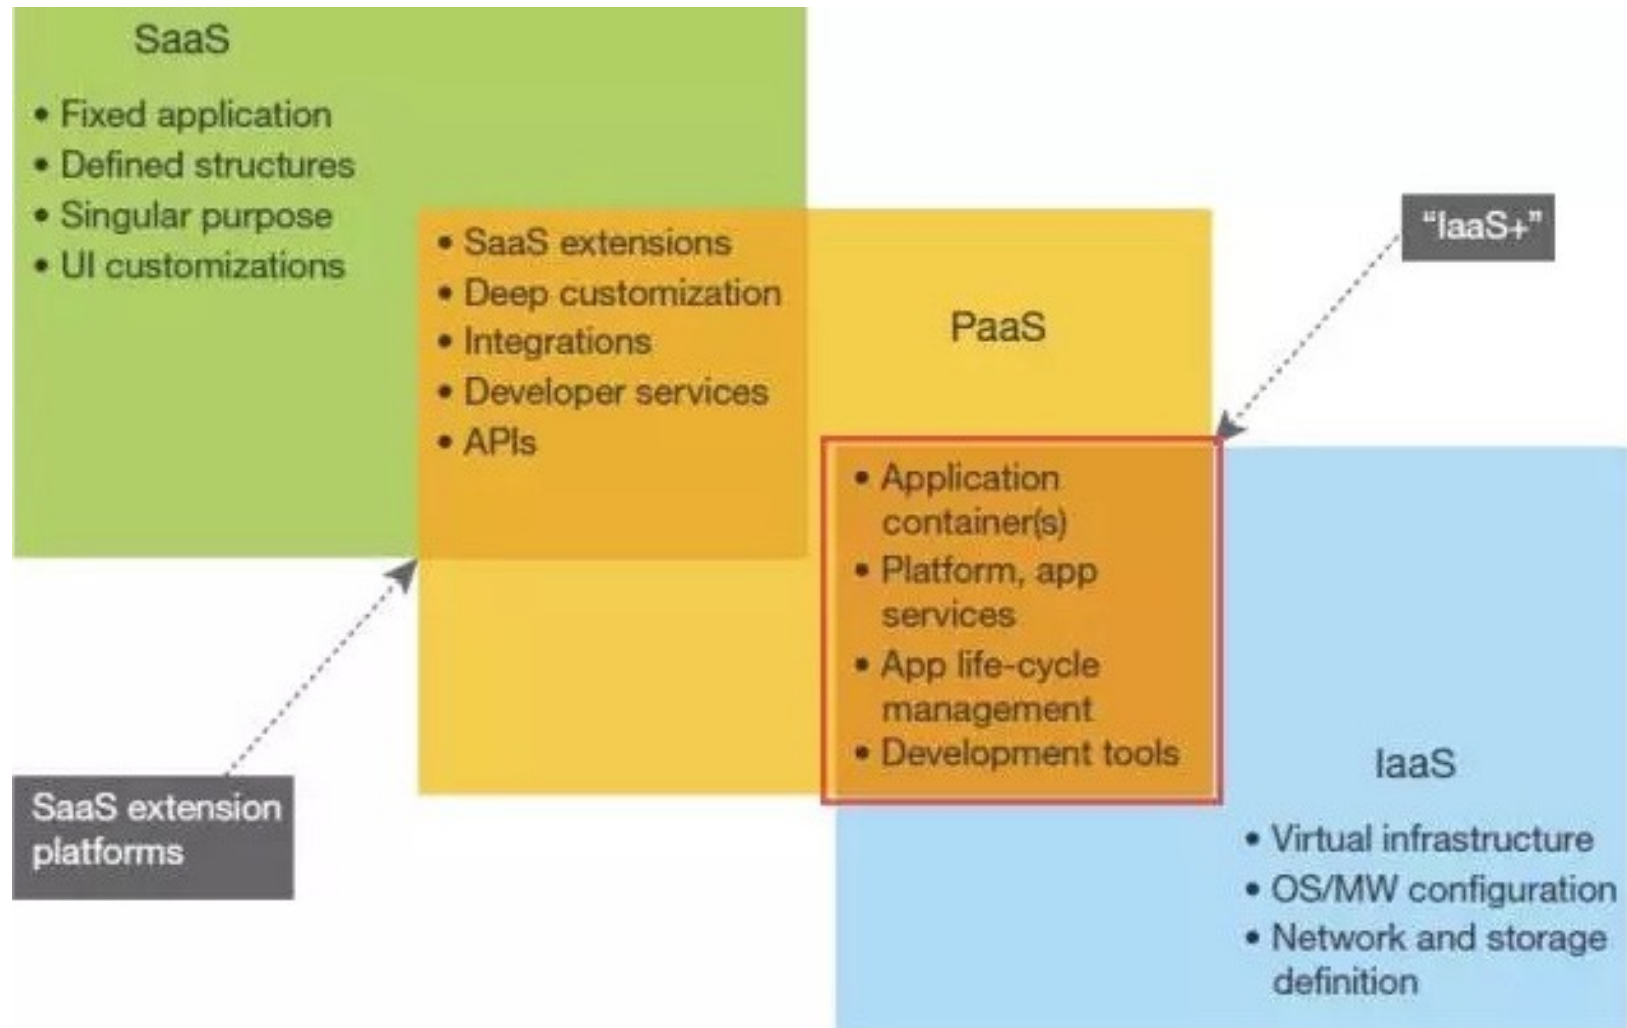 SaaS
• Fixed application
• Defined structures
• Singular purpose
• UI customizations
• SaaS extensions
• Deep customization
• Integrations
• Developer services
• APIs
“IaaS+”
PaaS
• Application
container(s)
• Platform, app
services
• App life-cycle
management
• Development tools
SaaS extension
platforms
IaaS
• Virtual infrastructure
• OS/MW configuration
• Network and storage
definition